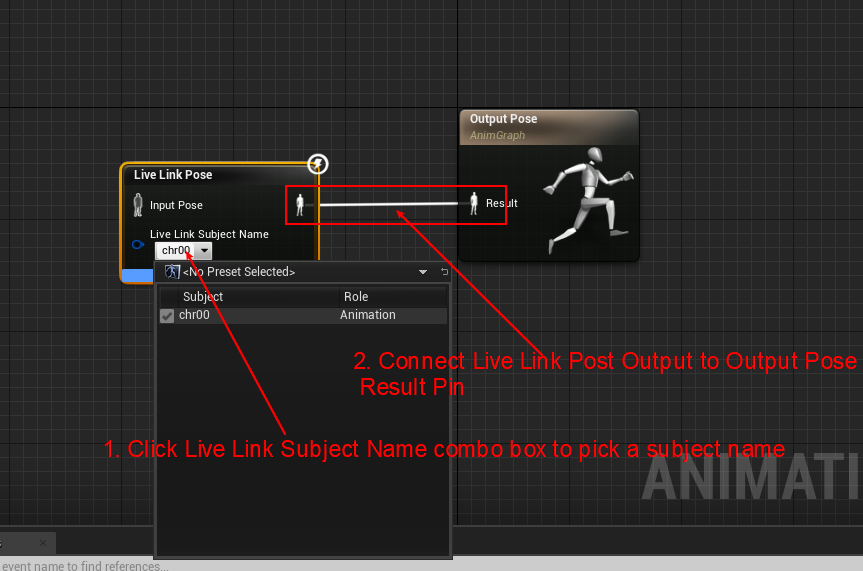 Output Pose
AnimGraph
Live Link Pose
Input Pose
Result
Live Link Subject Name
chr00
<No Preset Selected>
Subject Role
chr00 Animation
2. Connect Live Link Post Output to Output Pose
Result Pin
1. Click Live Link Subject Name combo box to pick a subject name
ANIMATI
event name to find references...